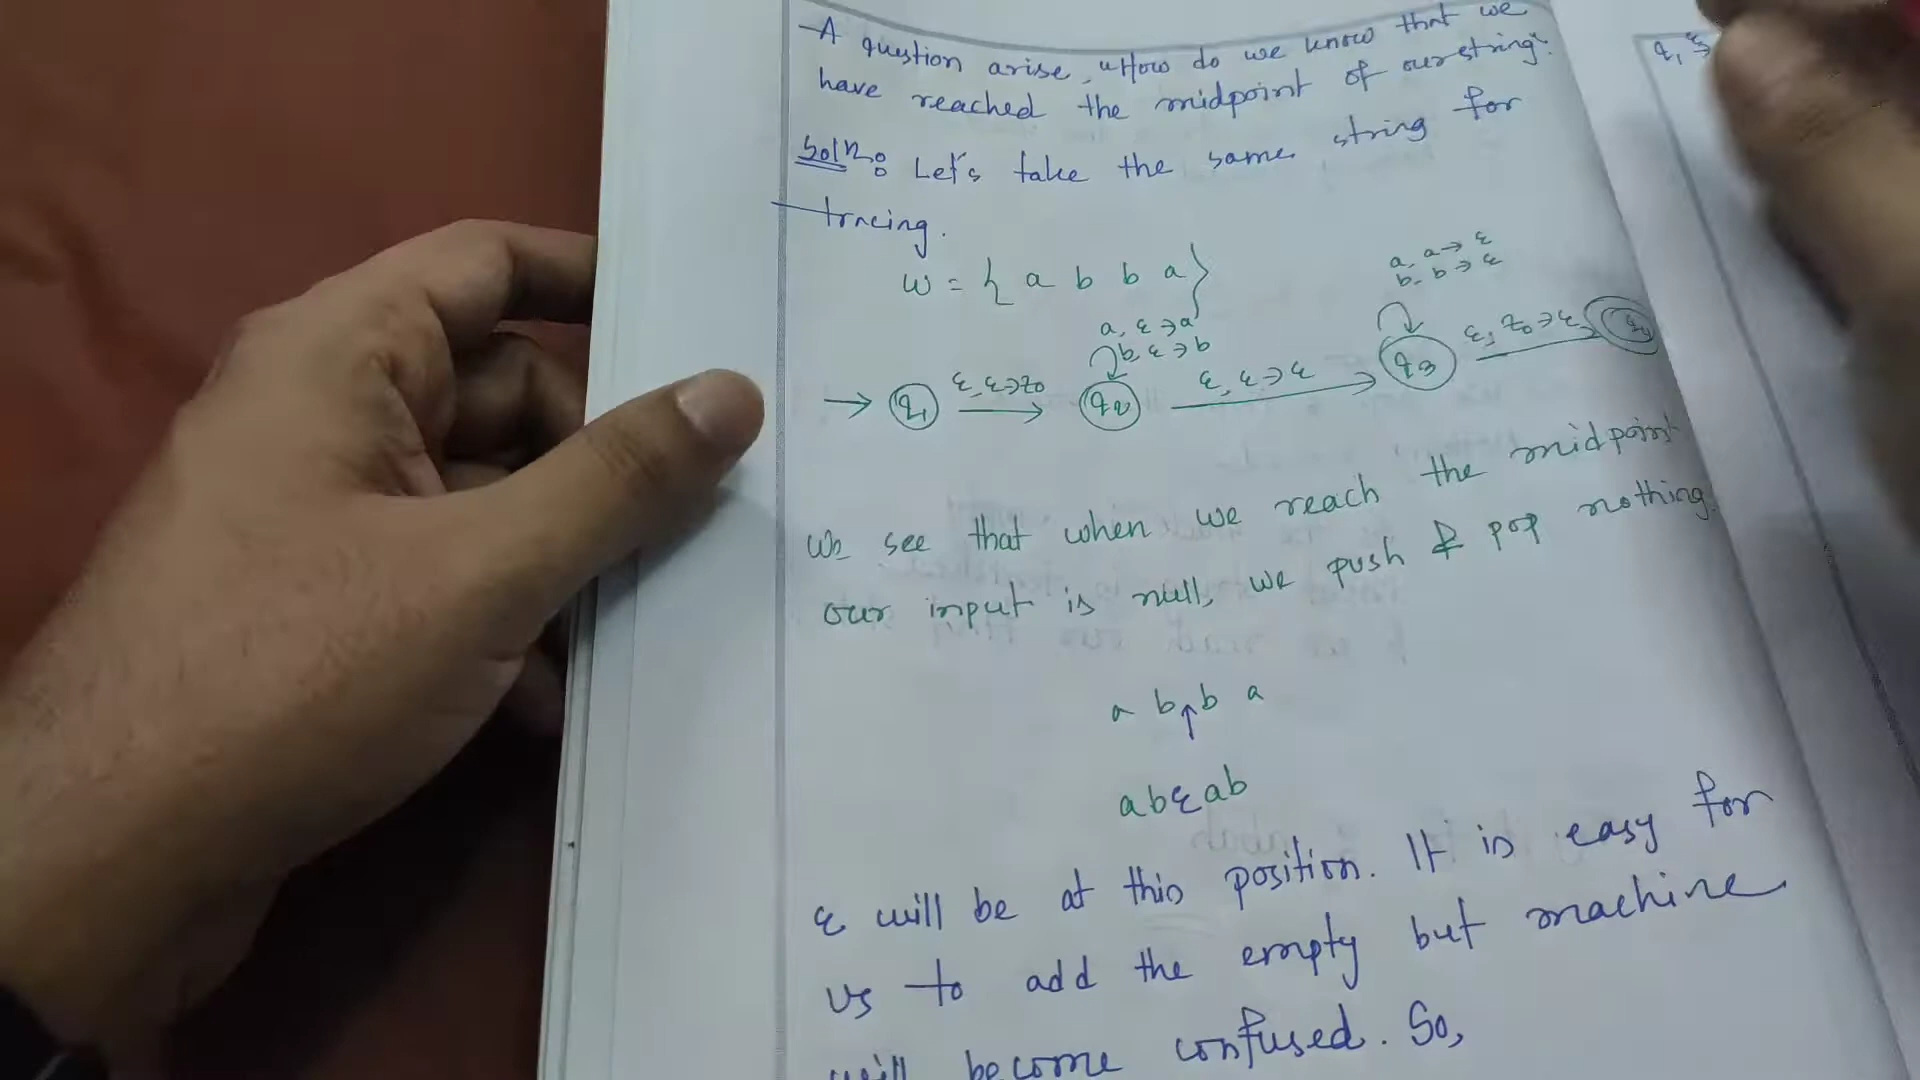 A question arise, "How do we know that we
have reached the midpoint of our string?
Soln: Let's take the same string for
tracing.
w = { a b b a }
a, ε → a
b, ε → b
a, a → ε
b, b → ε
→ q1 ε, ε → z0 q2 ε, ε → ε q3 ε, z0 → ε q4
We see that when we reach the midpoint
our input is null, we push & pop nothing.
a b ↑ b a
a b ε a b
ε will be at this position. It is easy for
us to add the empty but machine
will become confused. So,
q1